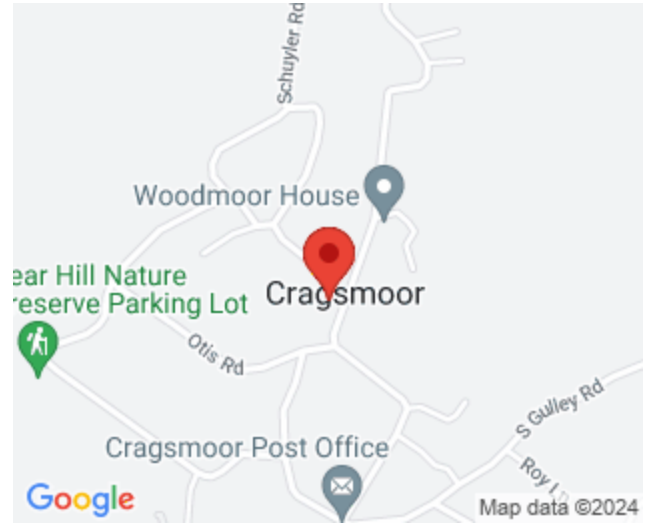 Schuyler Rd
Woodmoor House
ear Hill Nature
reserve Parking Lot
Cragsmoor
Otis Rd
S Gulley Rd
Cragsmoor Post Office
Roy I D
Google
Map data ©2024